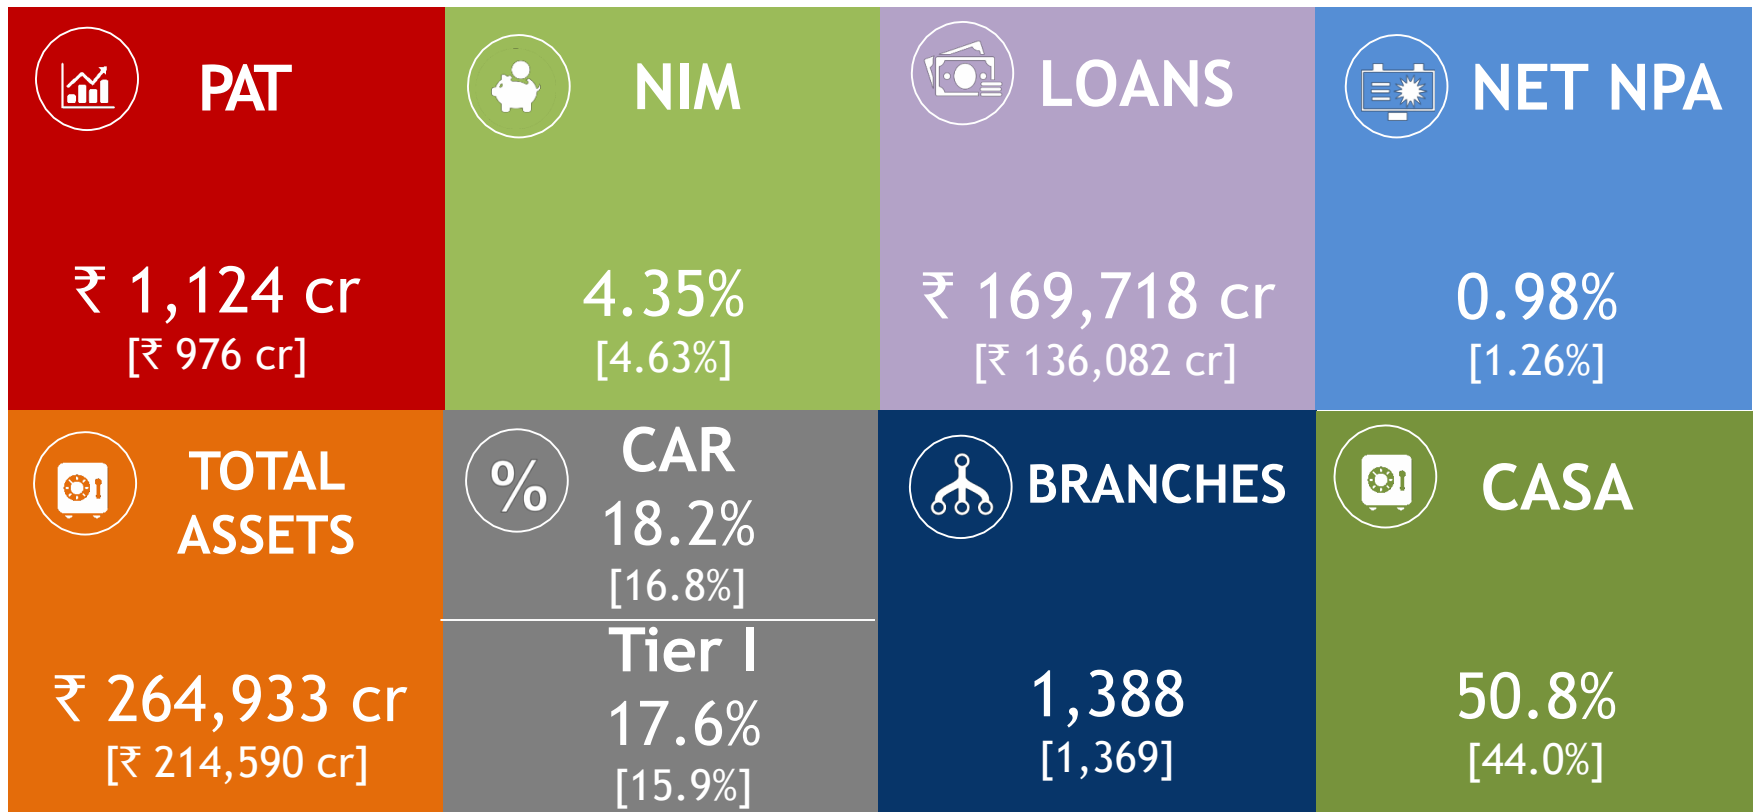 PAT
₹ 1,124 cr
[₹ 976 cr]
NIM
4.35%
[4.63%]
LOANS
₹ 169,718 cr
[₹ 136,082 cr]
NET NPA
0.98%
[1.26%]
TOTAL
ASSETS
₹ 264,933 cr
[₹ 214,590 cr]
%
CAR
18.2%
[16.8%]
Tier I
17.6%
[15.9%]
BRANCHES
1,388
[1,369]
CASA
50.8%
[44.0%]